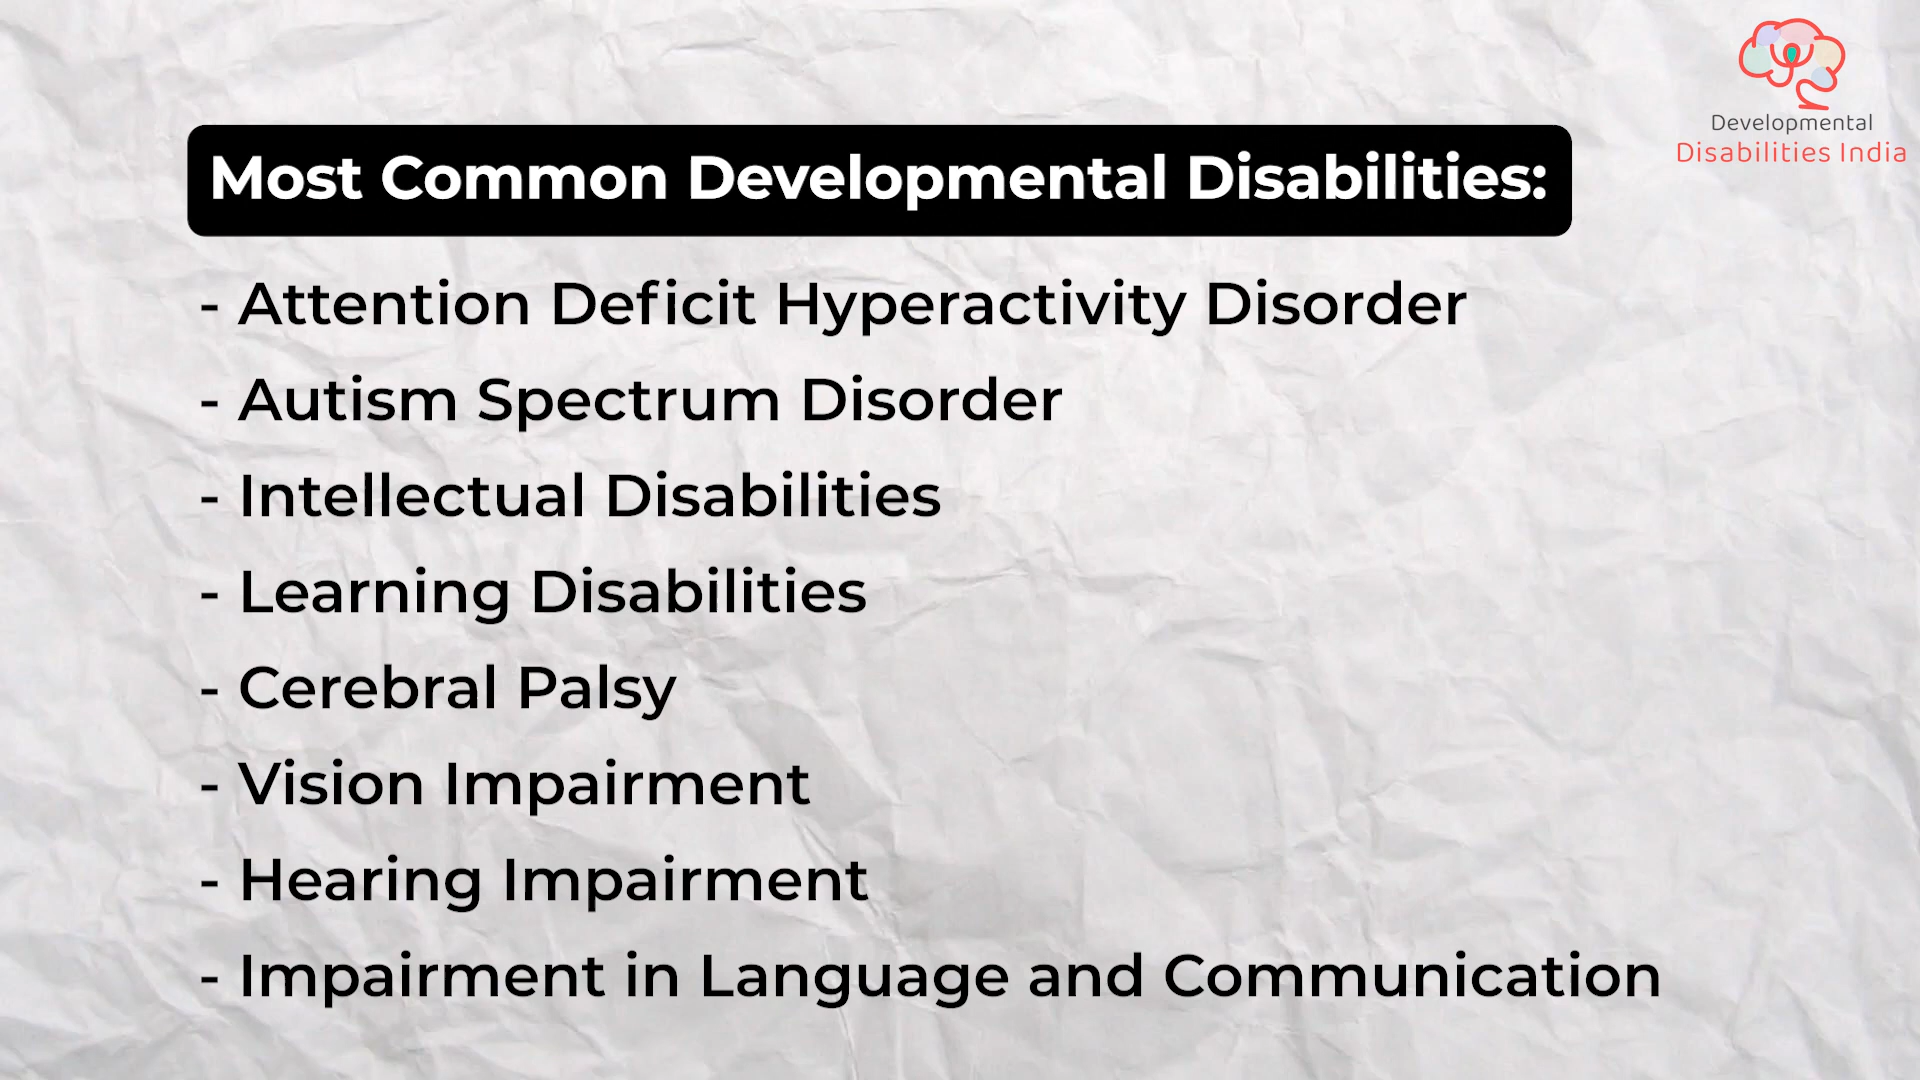 Developmental
Disabilities India
Most Common Developmental Disabilities:
- Attention Deficit Hyperactivity Disorder
- Autism Spectrum Disorder
- Intellectual Disabilities
- Learning Disabilities
- Cerebral Palsy
- Vision Impairment
- Hearing Impairment
- Impairment in Language and Communication